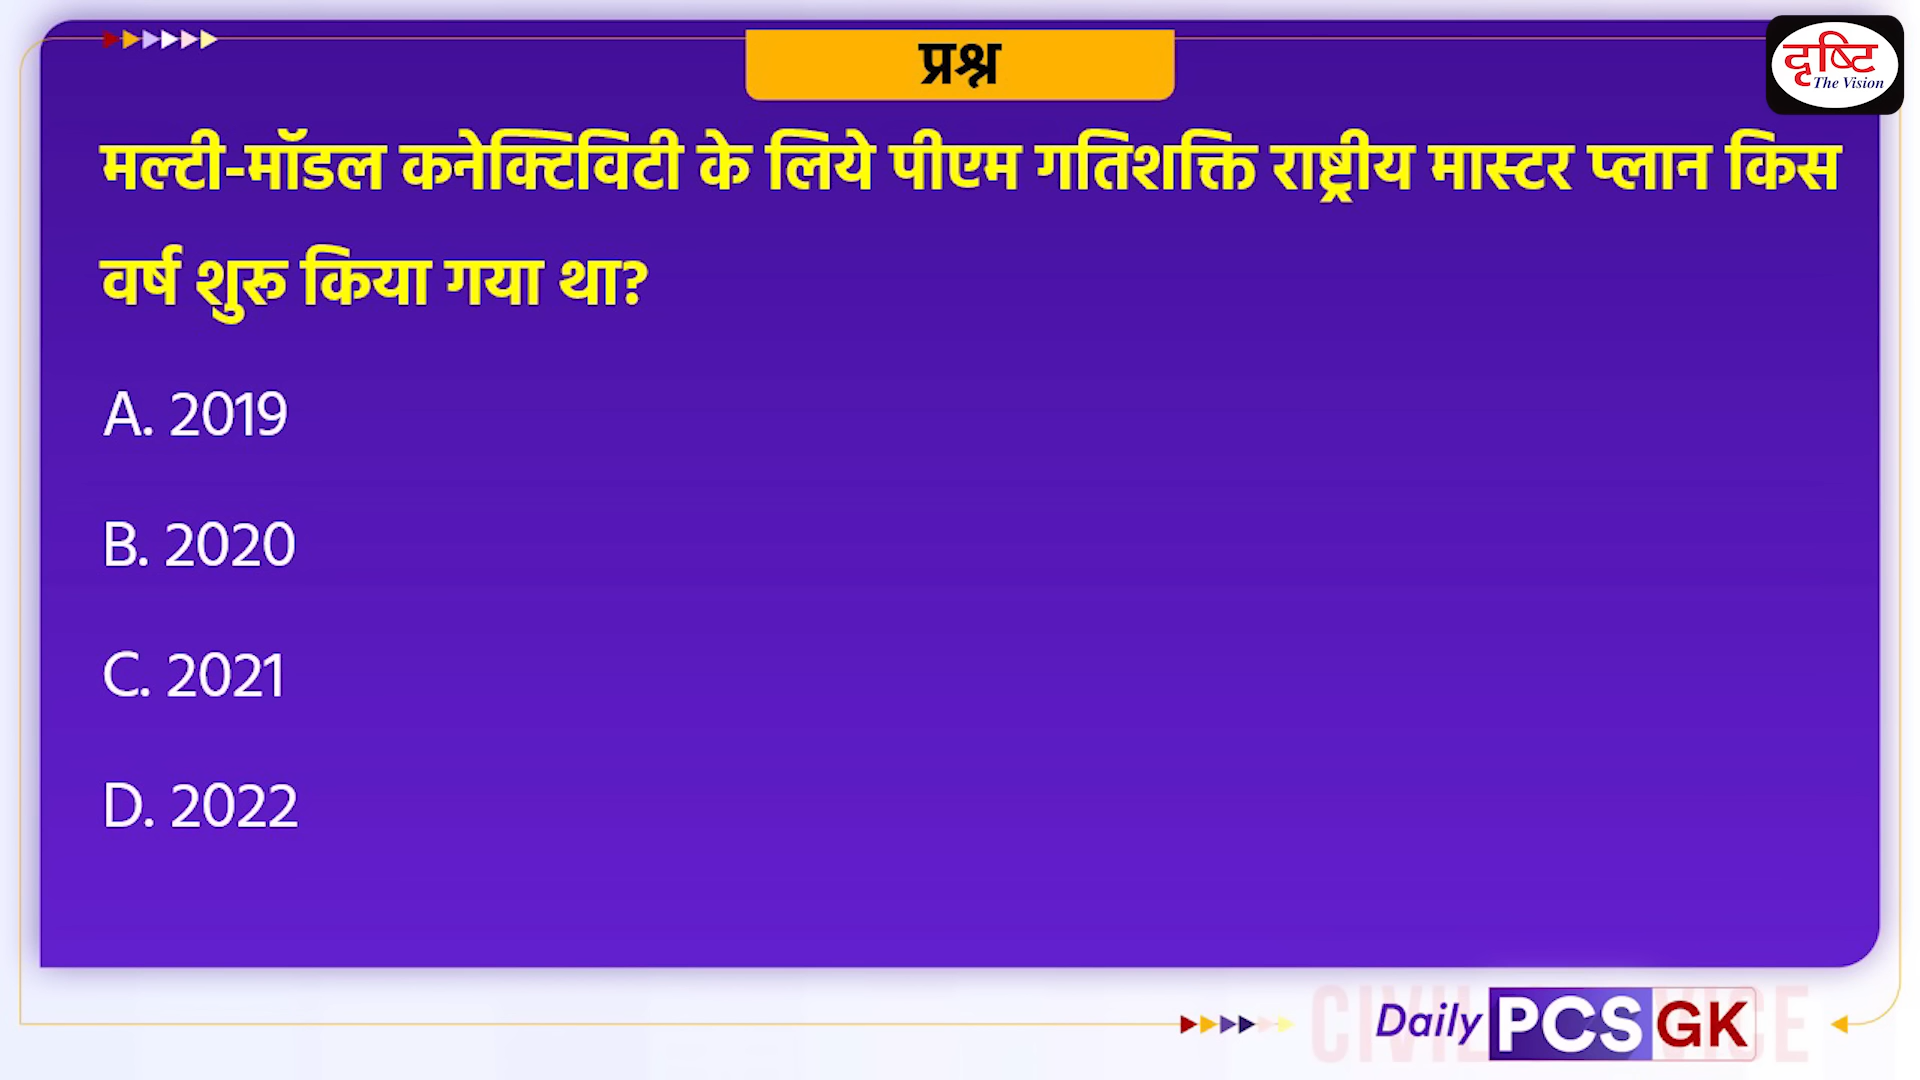 प्रश्न
दृष्टि
The Vision
मल्टी-मॉडल कनेक्टिविटी के लिये पीएम गतिशक्ति राष्ट्रीय मास्टर प्लान किस
वर्ष शुरू किया गया था?
A. 2019
B. 2020
C. 2021
D. 2022
Daily PCS GK